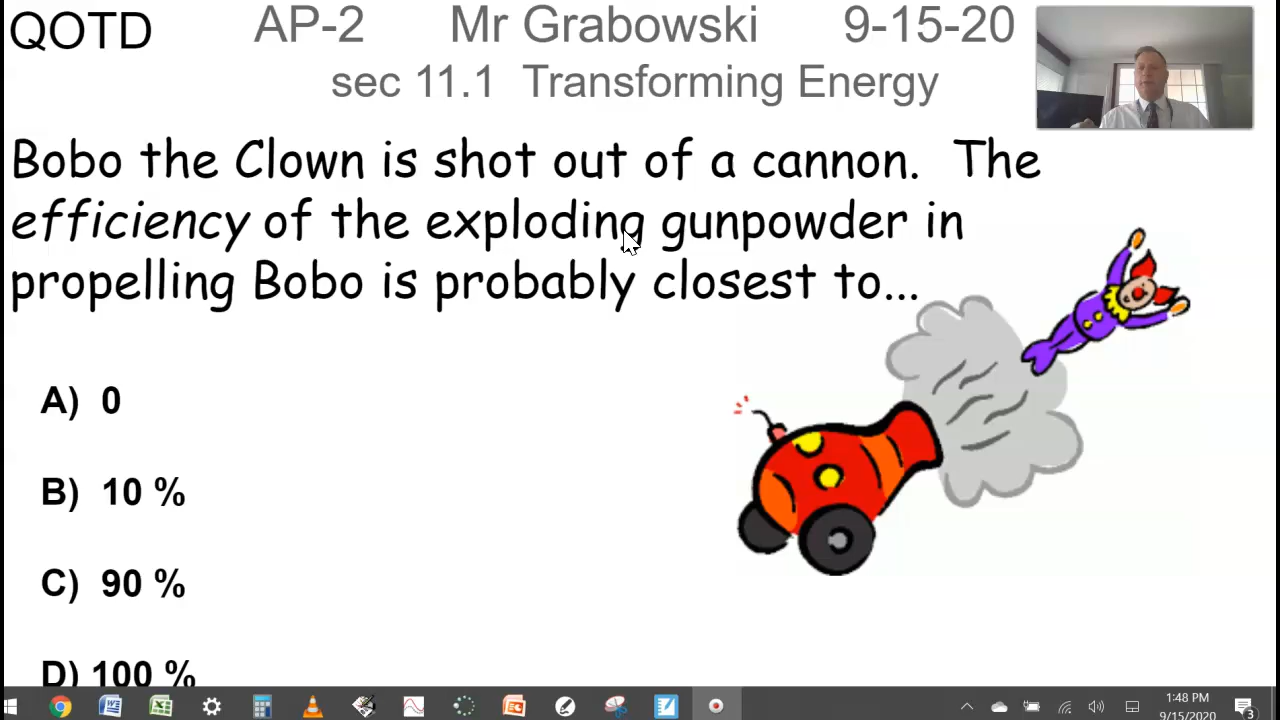 QOTD AP-2 Mr Grabowski 9-15-20
sec 11.1 Transforming Energy
Bobo the Clown is shot out of a cannon. The
efficiency of the exploding gunpowder in
propelling Bobo is probably closest to...
A) 0
B) 10 %
C) 90 %
D) 100 %
1:48 PM
9/15/2020
3